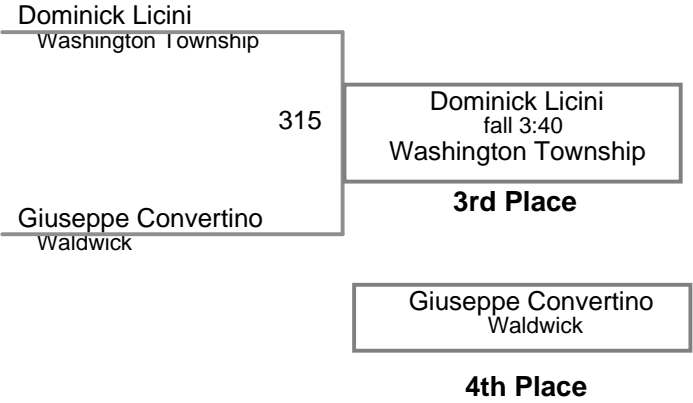 Dominick Licini
Washington Township
315
Dominick Licini
fall 3:40
Washington Township
3rd Place
Giuseppe Convertino
Waldwick
Giuseppe Convertino
Waldwick
4th Place